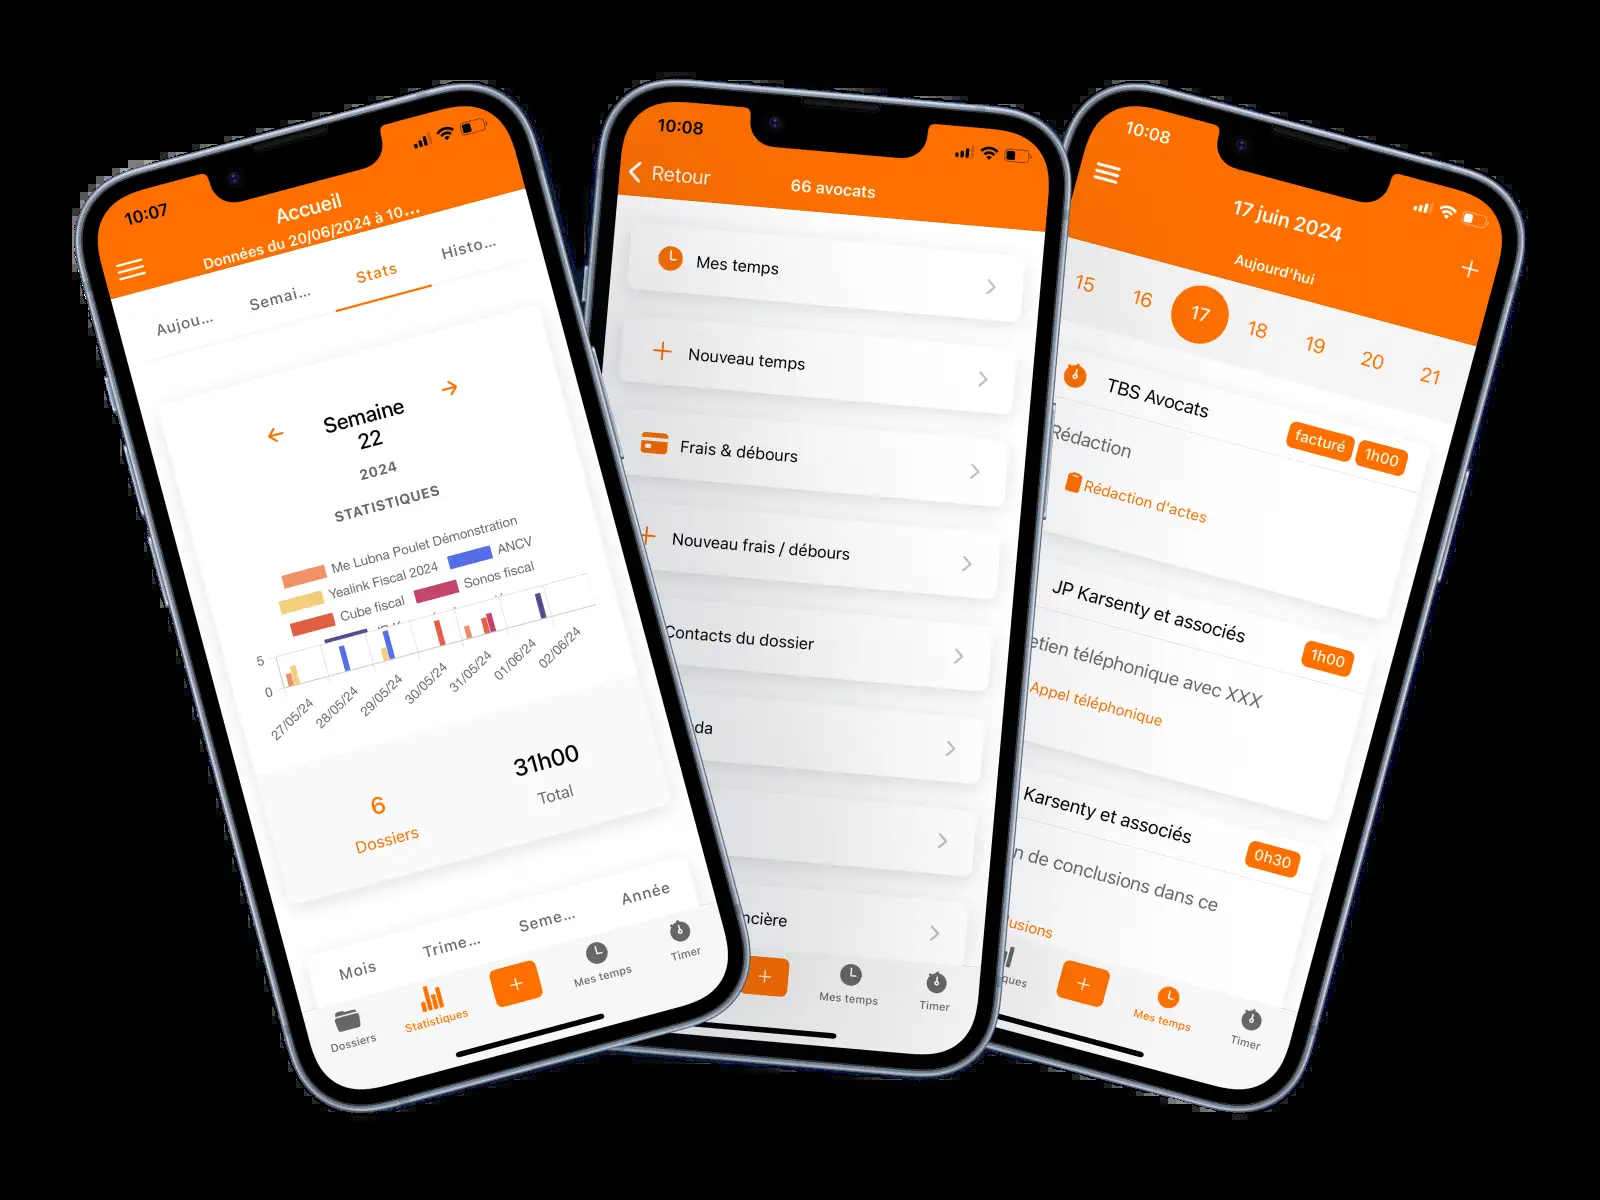 10:07
Accueil
Données du 20/06/2024 à 10...
Aujou...
Semai...
Stats
Histo...
Semaine
22
2024
STATISTIQUES
Me Lubna Poulet Démonstration
Yealink Fiscal 2024
ANCV
Cube fiscal
Sonos fiscal
5
0
27/05/24
28/05/24
29/05/24
30/05/24
31/05/24
01/06/24
02/06/24
6
Dossiers
31h00
Total
Mois
Trime...
Seme...
Année
Dossiers
Statistiques
+
Mes temps
Timer
10:08
Retour
66 avocats
Mes temps
Nouveau temps
Frais & débours
Nouveau frais / débours
Contacts du dossier
da
ncière
+
Mes temps
Timer
10:08
17 juin 2024
Aujourd'hui
+
15
16
17
18
19
20
21
TBS Avocats
facturé
1h00
Rédaction
Rédaction d'actes
JP Karsenty et associés
1h00
etien téléphonique avec XXX
Appel téléphonique
Karsenty et associés
0h30
n de conclusions dans ce
lusions
ques
+
Mes temps
Timer